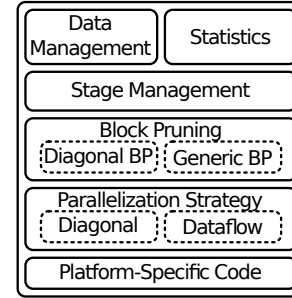 Data
Management
Statistics
Stage Management
Block Pruning
Diagonal BP
Generic BP
Parallelization Strategy
Diagonal
Dataflow
Platform-Specific Code